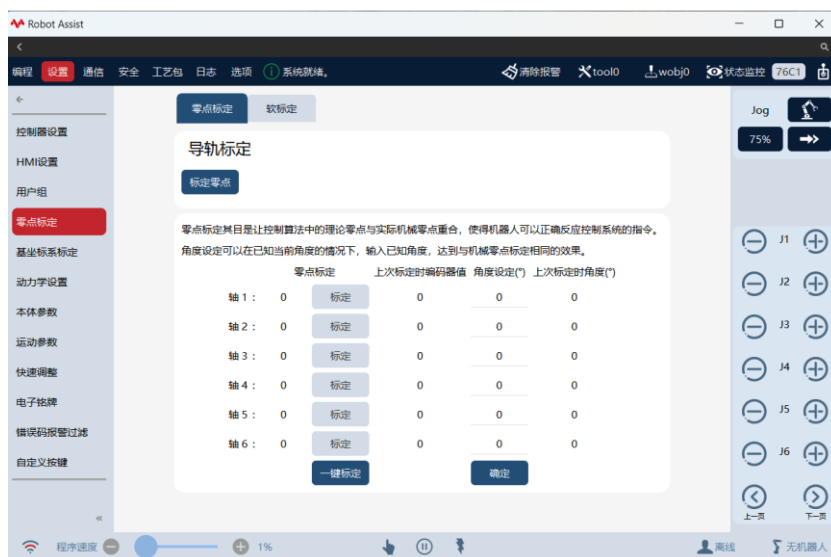 Robot Assist
编程 设置 通信 安全 工艺包 日志 选项 系统就绪。 清除报警 tool0 wobj0 状态监控 76C1
零点标定 软标定
Jog
控制器设置
导轨标定
75%
HMI设置
标定零点
用户组
零点标定
零点标定其目是让控制算法中的理论零点与实际机械零点重合，使得机器人可以正确反应控制系统的指令。
基坐标系标定
角度设定可以在已知当前角度的情况下，输入已知角度，达到与机械零点标定相同的效果。
J1
零点标定 上次标定时编码器值 角度设定(°) 上次标定时角度(°)
动力学设置
J2
轴 1： 0 标定 0 0 0
本体参数
轴 2： 0 标定 0 0 0
J3
运动参数
轴 3： 0 标定 0 0 0
快速调整
J4
轴 4： 0 标定 0 0 0
电子铭牌
轴 5： 0 标定 0 0 0
J5
错误码报警过滤
轴 6： 0 标定 0 0 0
J6
自定义按键
一键标定 确定
上一页 下一页
程序速度 1% 离线 无机器人